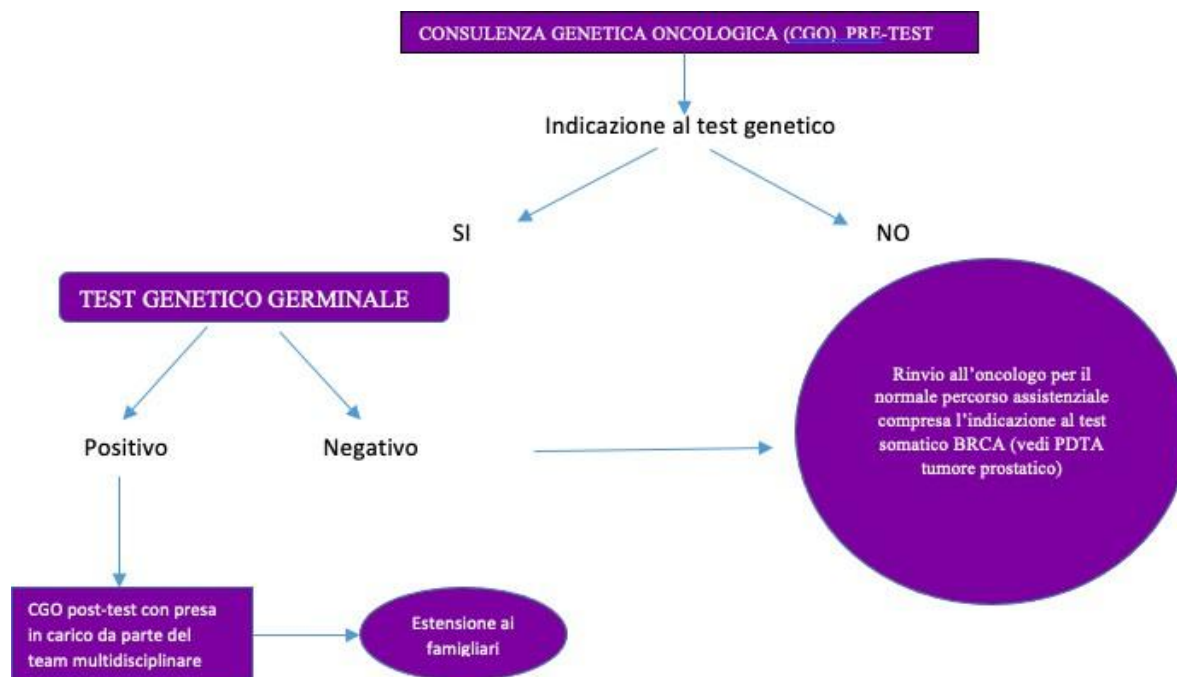 CONSULENZA GENETICA ONCOLOGICA (CGO) PRE-TEST
Indicazione al test genetico
SI
NO
TEST GENETICO GERMINALE
Rinvio all'oncologo per il
normale percorso assistenziale
compresa l'indicazione al test
somatico BRCA (vedi PDTA
tumore prostatico)
Positivo
Negativo
CGO post-test con presa
in carico da parte del
team multidisciplinare
Estensione ai
famigliari